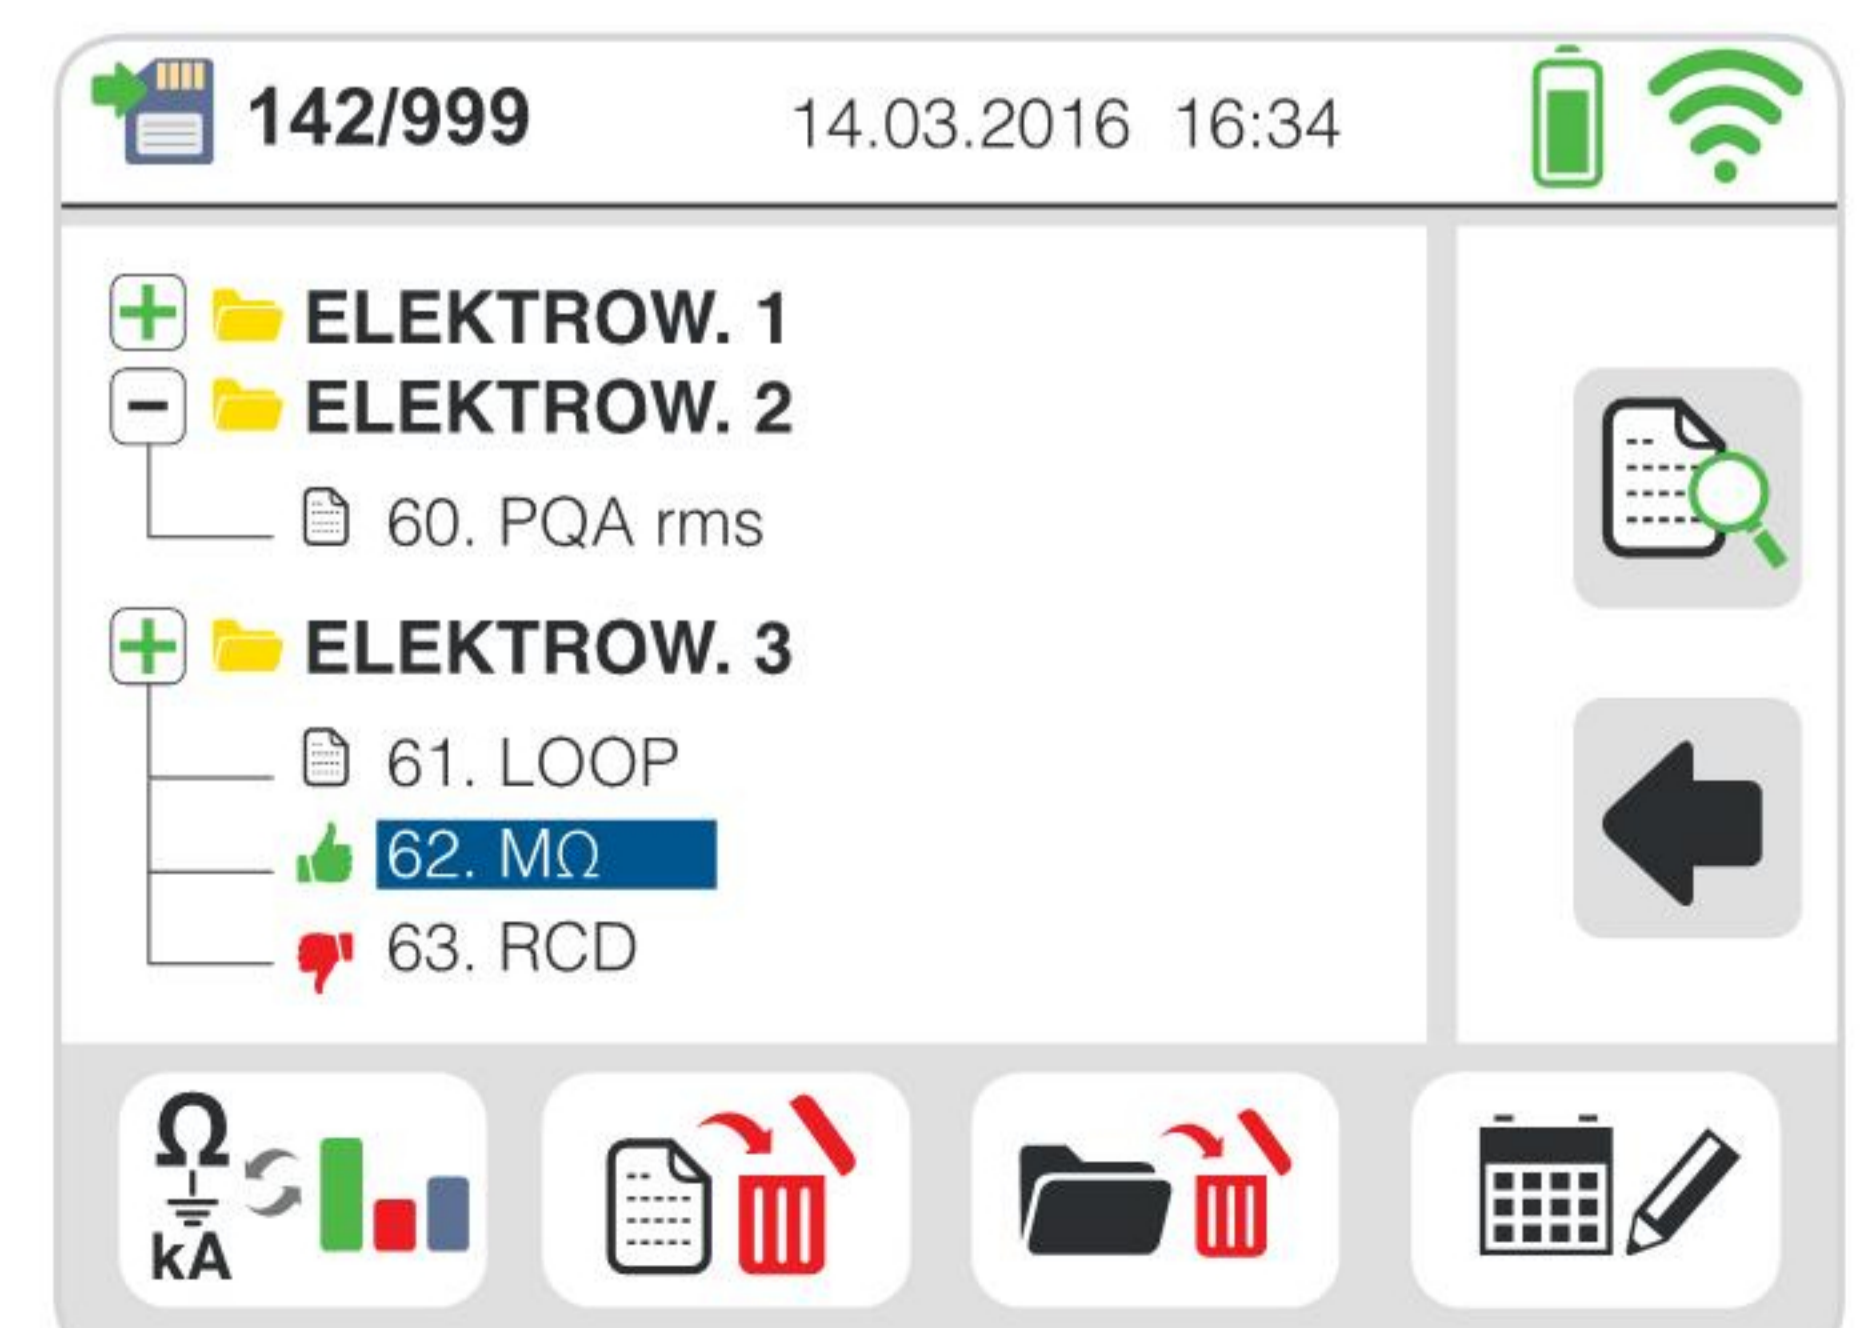 142/999 14.03.2016 16:34
ELEKTROW. 1
ELEKTROW. 2
60. PQA rms
ELEKTROW. 3
61. LOOP
62. MΩ
63. RCD
Ω
kA